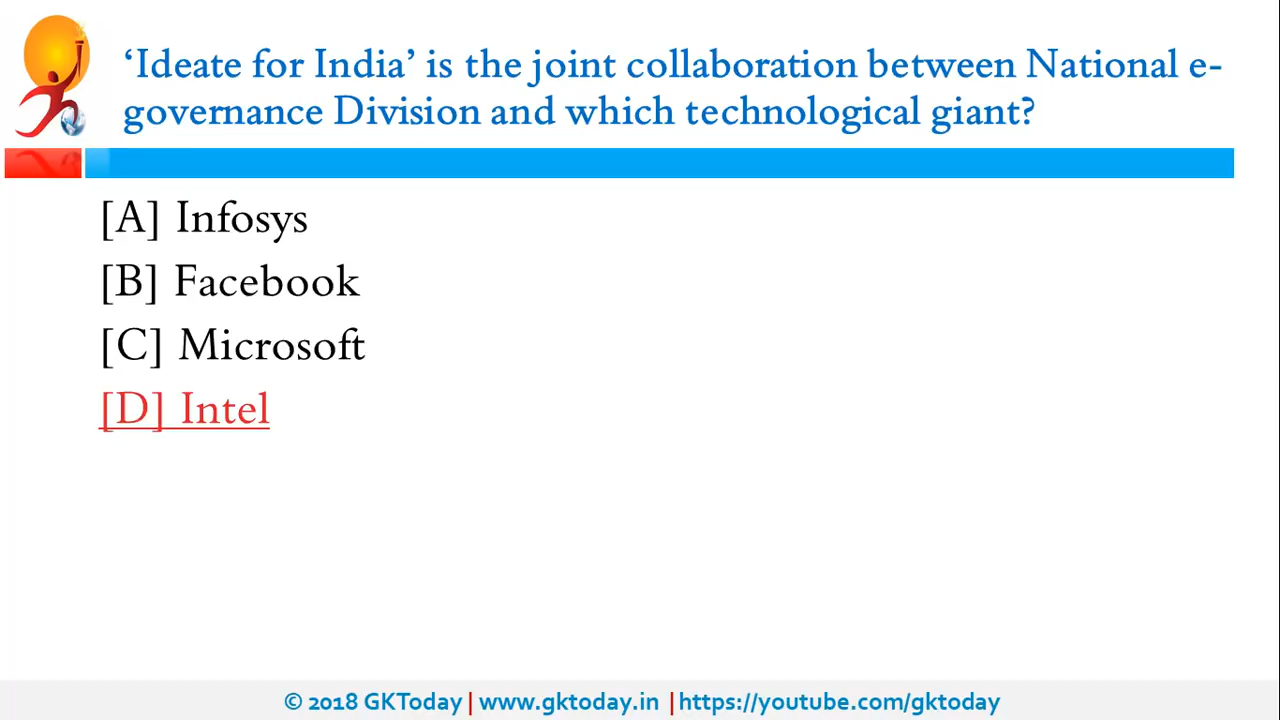 ‘Ideate for India’ is the joint collaboration between National e-
governance Division and which technological giant?
[A] Infosys
[B] Facebook
[C] Microsoft
[D] Intel
© 2018 GKToday | www.gktoday.in | https://youtube.com/gktoday